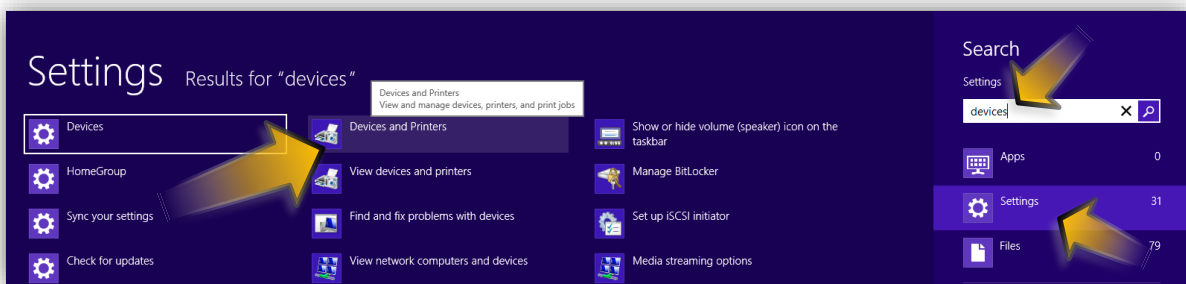 Settings Results for "devices"
Devices and Printers
View and manage devices, printers, and print jobs
Devices
HomeGroup
Sync your settings
Check for updates
Devices and Printers
View devices and printers
Find and fix problems with devices
View network computers and devices
Show or hide volume (speaker) icon on the
taskbar
Manage BitLocker
Set up iSCSI initiator
Media streaming options
Search
Settings
devices
Apps 0
Settings 31
Files 79